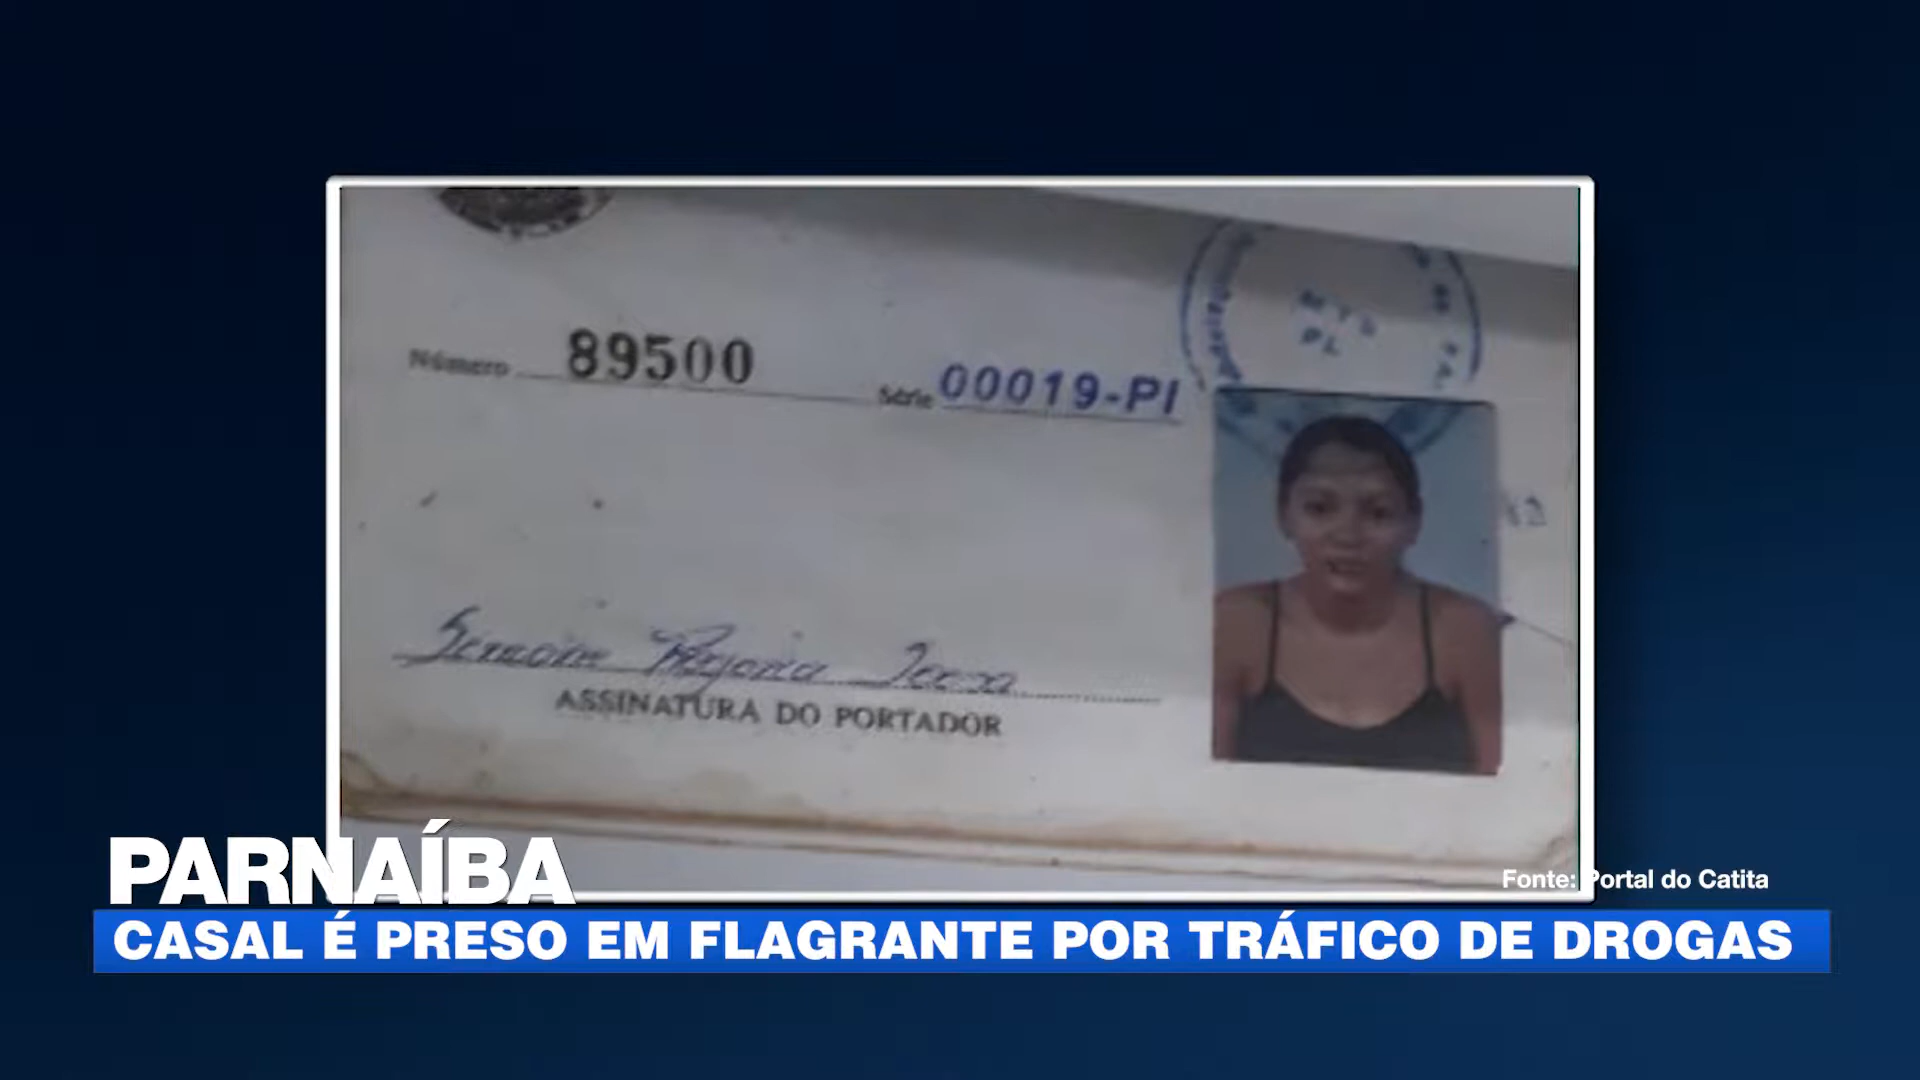 Número 89500 Série 00019-PI
ASSINATURA DO PORTADOR
PARNAÍBA
Fonte: Portal do Catita
CASAL É PRESO EM FLAGRANTE POR TRÁFICO DE DROGAS